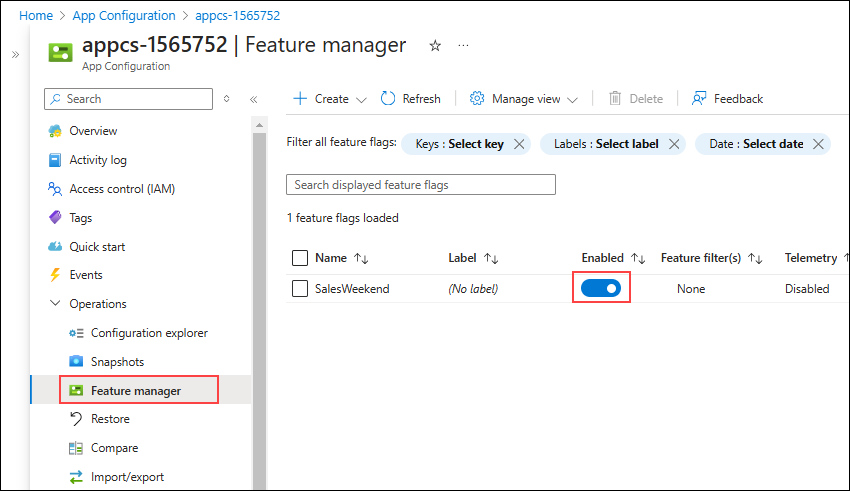 Home > App Configuration > appcs-1565752
appcs-1565752 | Feature manager
App Configuration
Search
Overview
Activity log
Access control (IAM)
Tags
Quick start
Events
Operations
Configuration explorer
Snapshots
Feature manager
Restore
Compare
Import/export
Create Refresh Manage view Delete Feedback
Filter all feature flags: Keys : Select key Labels : Select label Date : Select date
Search displayed feature flags
1 feature flags loaded
Name Label Enabled Feature filter(s) Telemetry
SalesWeekend (No label) None Disabled